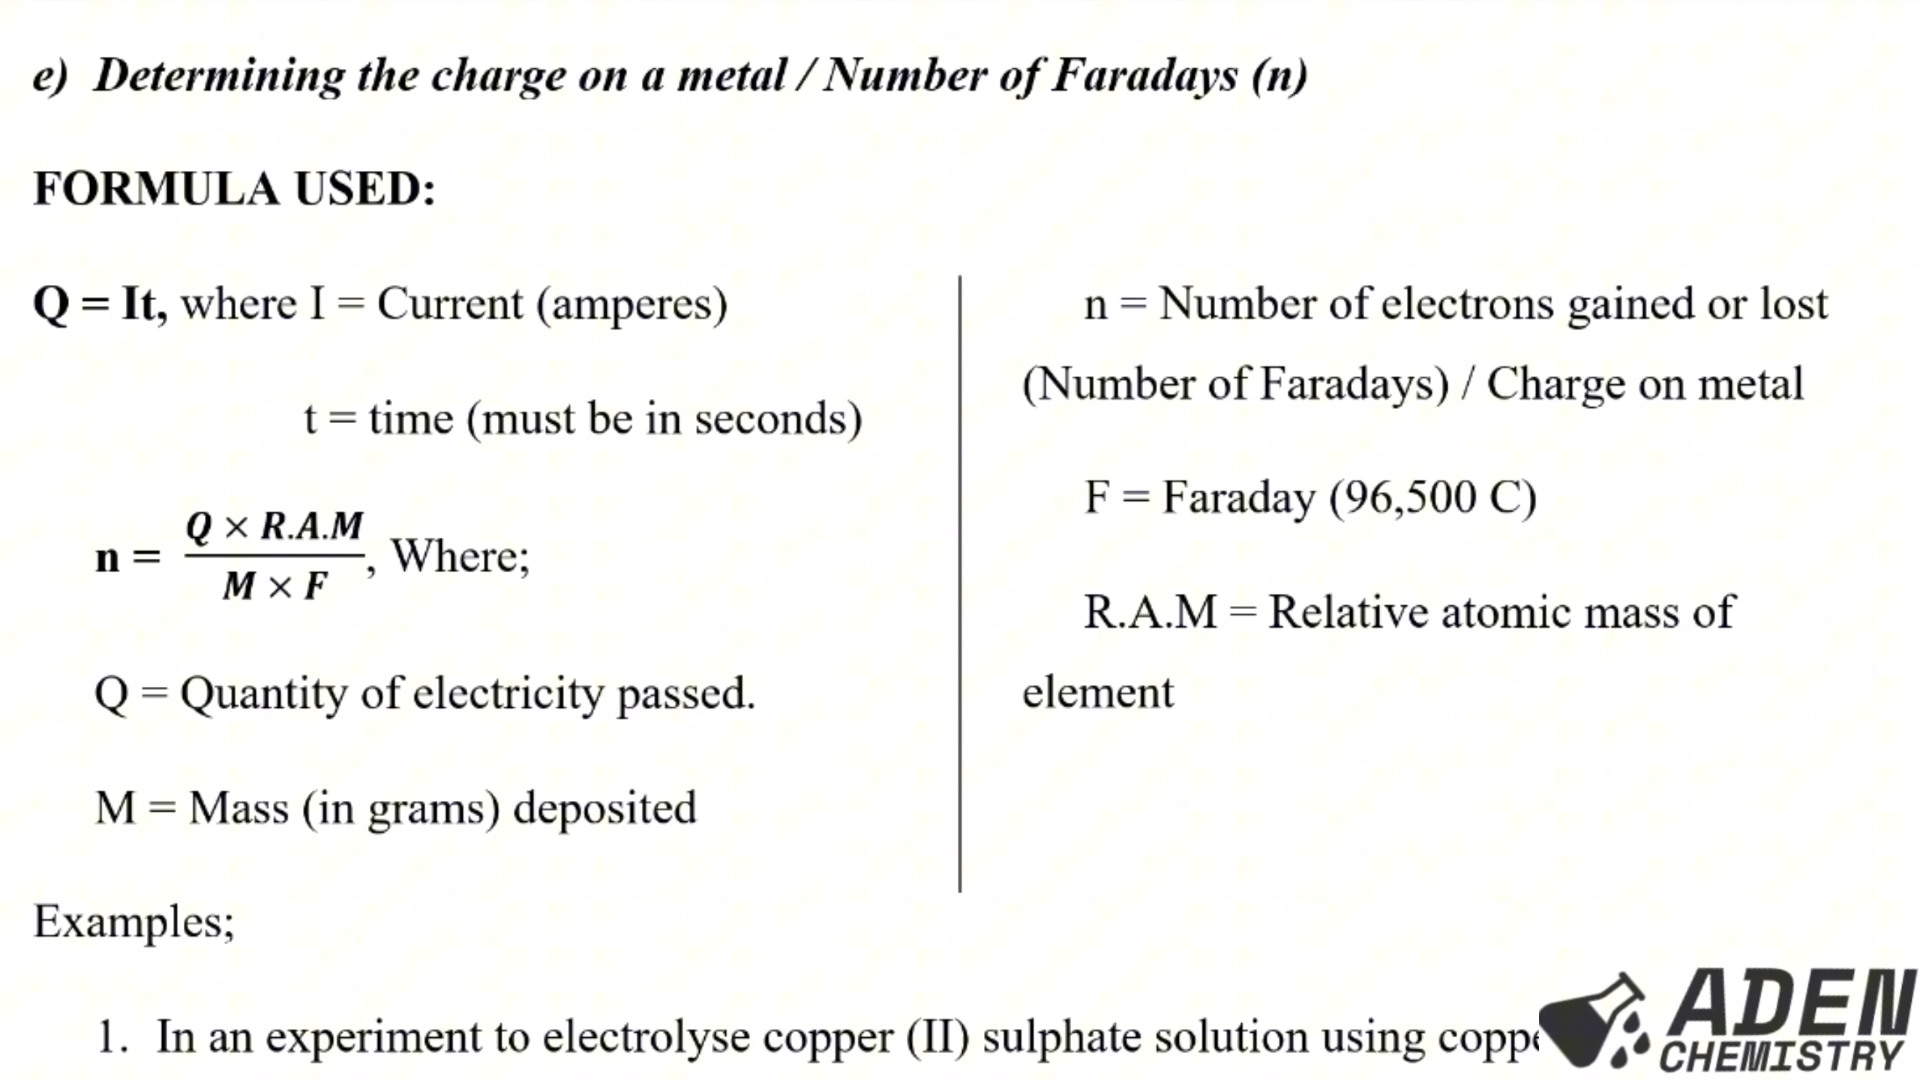 e) Determining the charge on a metal / Number of Faradays (n)
FORMULA USED:
Q = It, where I = Current (amperes)
t = time (must be in seconds)
n = Q × R.A.M / M × F, Where;
Q = Quantity of electricity passed.
M = Mass (in grams) deposited
n = Number of electrons gained or lost
(Number of Faradays) / Charge on metal
F = Faraday (96,500 C)
R.A.M = Relative atomic mass of
element
Examples;
1. In an experiment to electrolyse copper (II) sulphate solution using
ADEN
CHEMISTRY